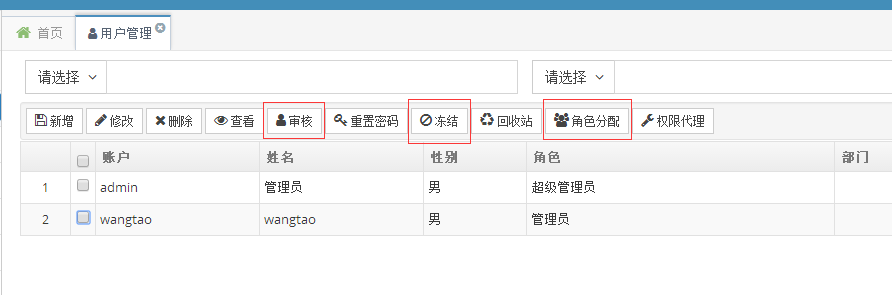 首页 用户管理
请选择 请选择
新增 修改 删除 查看 审核 重置密码 冻结 回收站 角色分配 权限代理
账户 姓名 性别 角色 部门
1 admin 管理员 男 超级管理员
2 wangtao wangtao 男 管理员